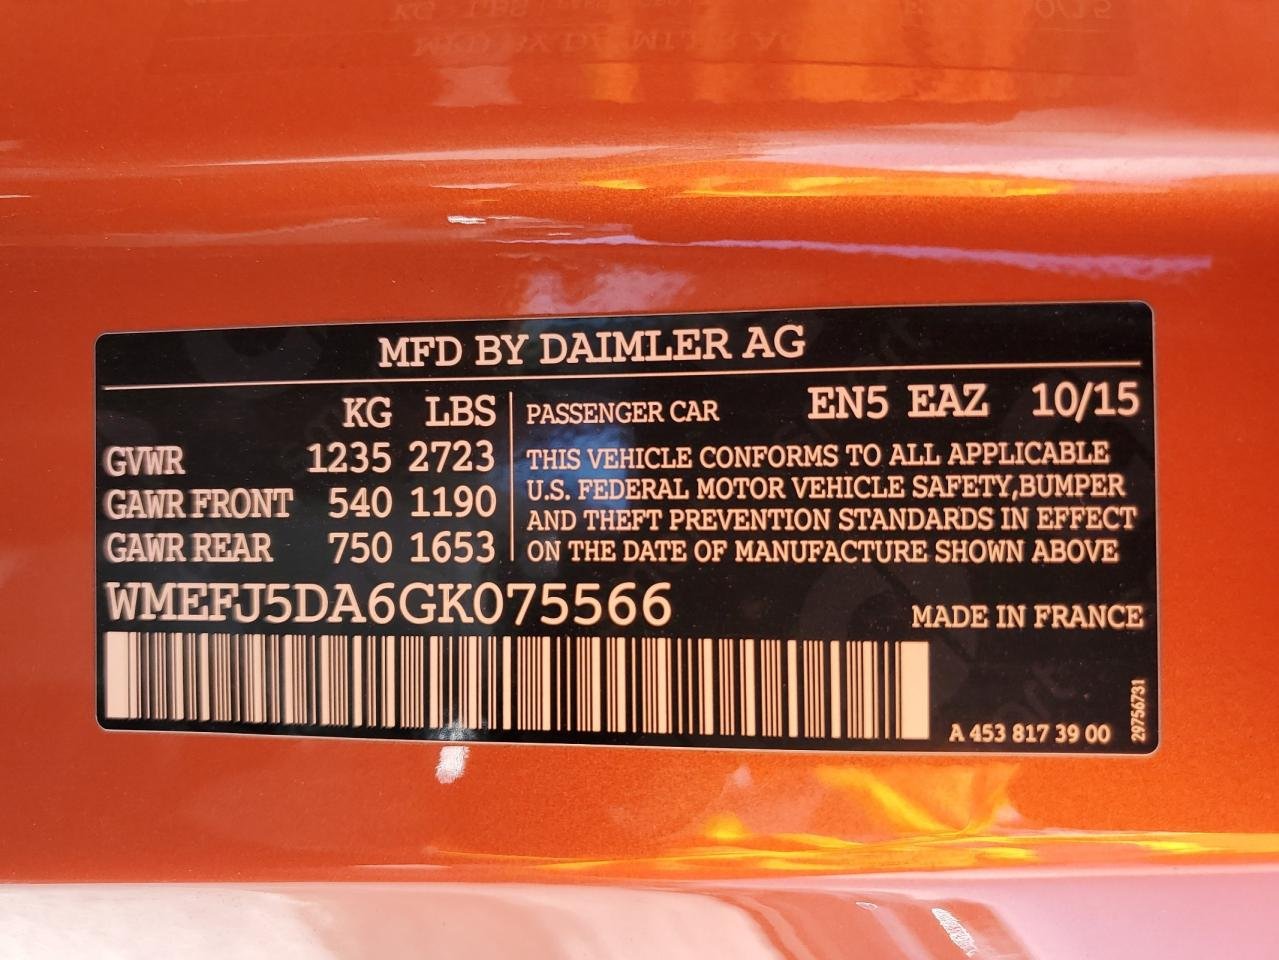 MFD BY DAIMLER AG
KG LBS
GVWR 1235 2723
GAWR FRONT 540 1190
GAWR REAR 750 1653
PASSENGER CAR EN5 EAZ 10/15
THIS VEHICLE CONFORMS TO ALL APPLICABLE
U.S. FEDERAL MOTOR VEHICLE SAFETY,BUMPER
AND THEFT PREVENTION STANDARDS IN EFFECT
ON THE DATE OF MANUFACTURE SHOWN ABOVE
WMEFJ5DA6GK075566
MADE IN FRANCE
A 453 817 39 00
29756731